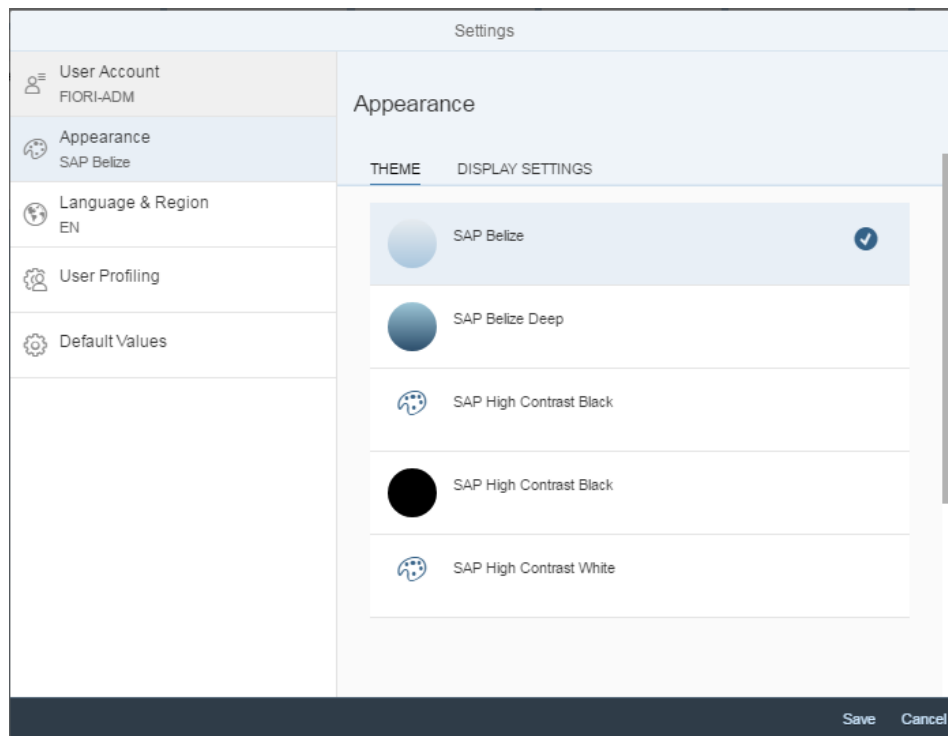 Settings
User Account
FIORI-ADM
Appearance
SAP Belize
Language & Region
EN
User Profiling
Default Values
Appearance
THEME DISPLAY SETTINGS
SAP Belize
SAP Belize Deep
SAP High Contrast Black
SAP High Contrast Black
SAP High Contrast White
Save Cancel